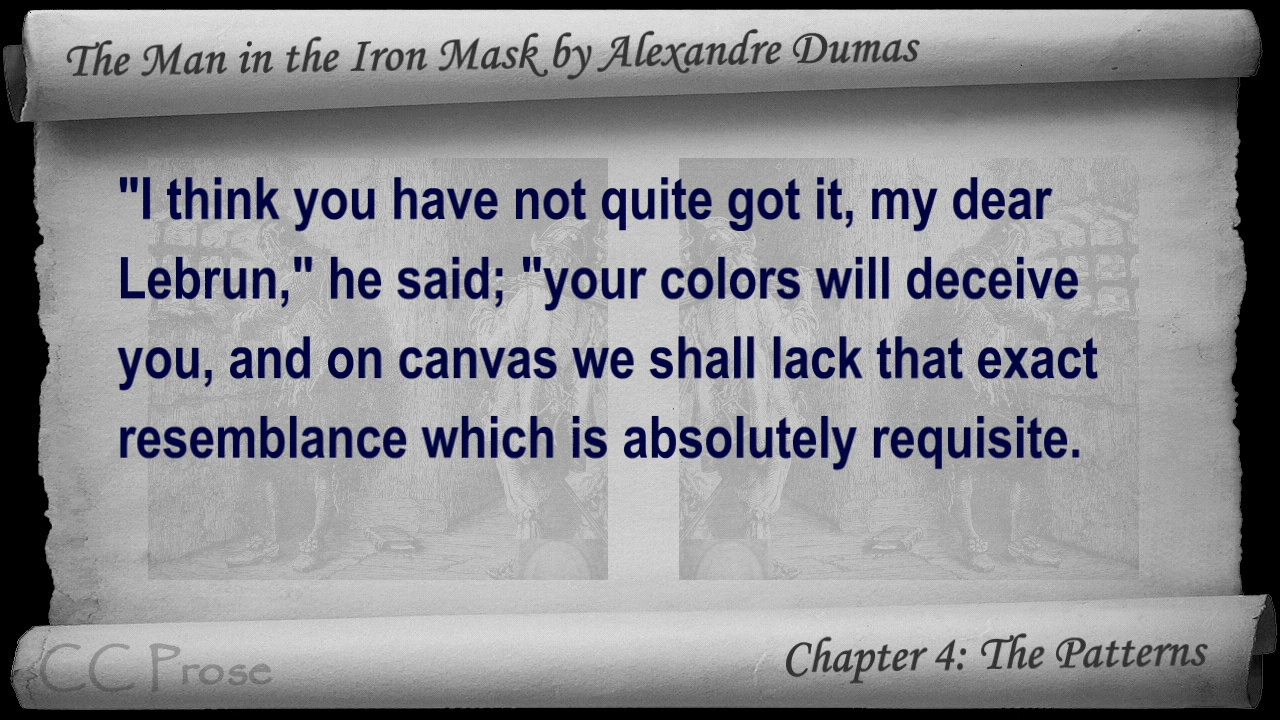 The Man in the Iron Mask by Alexandre Dumas
"I think you have not quite got it, my dear
Lebrun," he said; "your colors will deceive
you, and on canvas we shall lack that exact
resemblance which is absolutely requisite.
CC Prose
Chapter 4: The Patterns